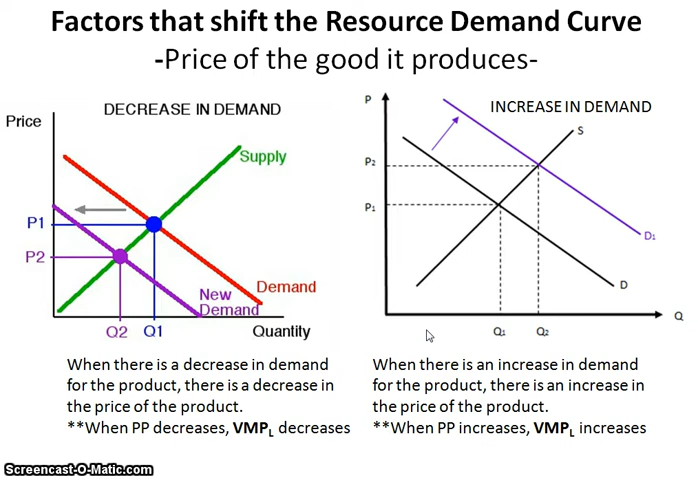 Factors that shift the Resource Demand Curve
-Price of the good it produces-
DECREASE IN DEMAND
Price
Supply
P1
P2
Demand
New
Demand
Q2 Q1 Quantity
P
INCREASE IN DEMAND
S
P2
P1
D1
D
Q
Q1 Q2
When there is a decrease in demand
for the product, there is a decrease in
the price of the product.
**When PP decreases, VMPL decreases
When there is an increase in demand
for the product, there is an increase in
the price of the product.
**When PP increases, VMPL increases
Screencast-O-Matic.com